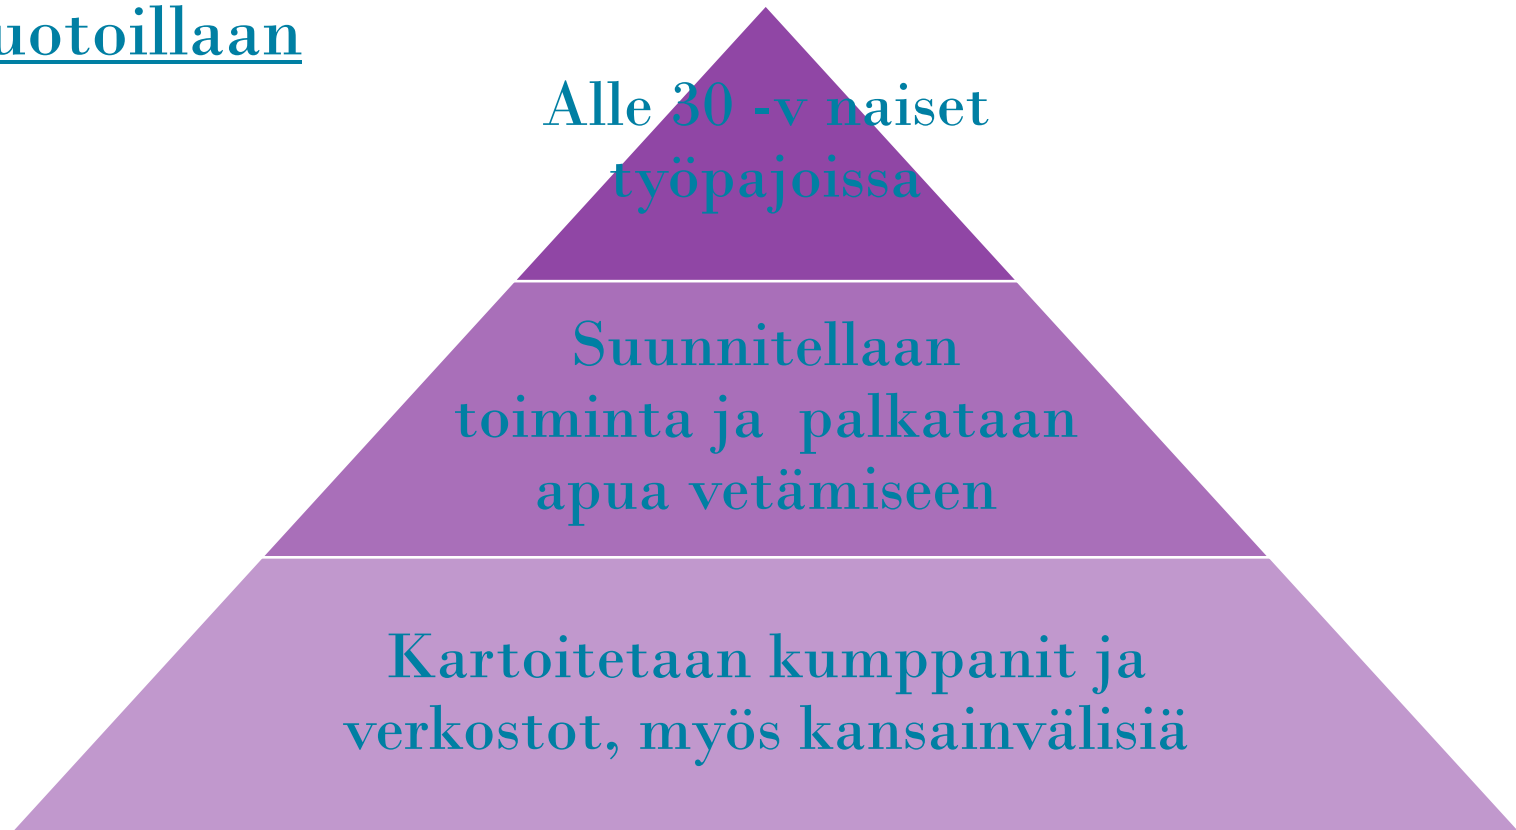 uotoillaan
Alle 30 -v naiset
työpajoissa
Suunnitellaan
toiminta ja  palkataan
apua vetämiseen
Kartoitetaan kumppanit ja
verkostot, myös kansainvälisiä